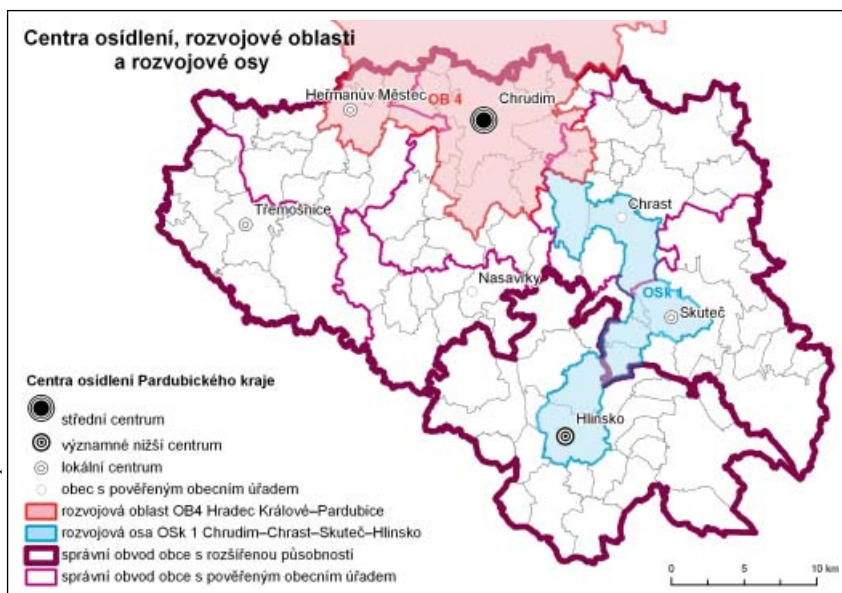 Centra osídlení, rozvojové oblasti
a rozvojové osy
Heřmanův Městec
OB 4
Chrudim
Třemošnice
Chrast
Nasavrky
OSk 1
Skuteč
Hlinsko
Centra osídlení Pardubického kraje
střední centrum
významné nižší centrum
lokální centrum
obec s pověřeným obecním úřadem
rozvojová oblast OB4 Hradec Králové–Pardubice
rozvojová osa OSk 1 Chrudim–Chrast–Skuteč–Hlinsko
správní obvod obce s rozšířenou působností
správní obvod obce s pověřeným obecním úřadem
0 5 10 km